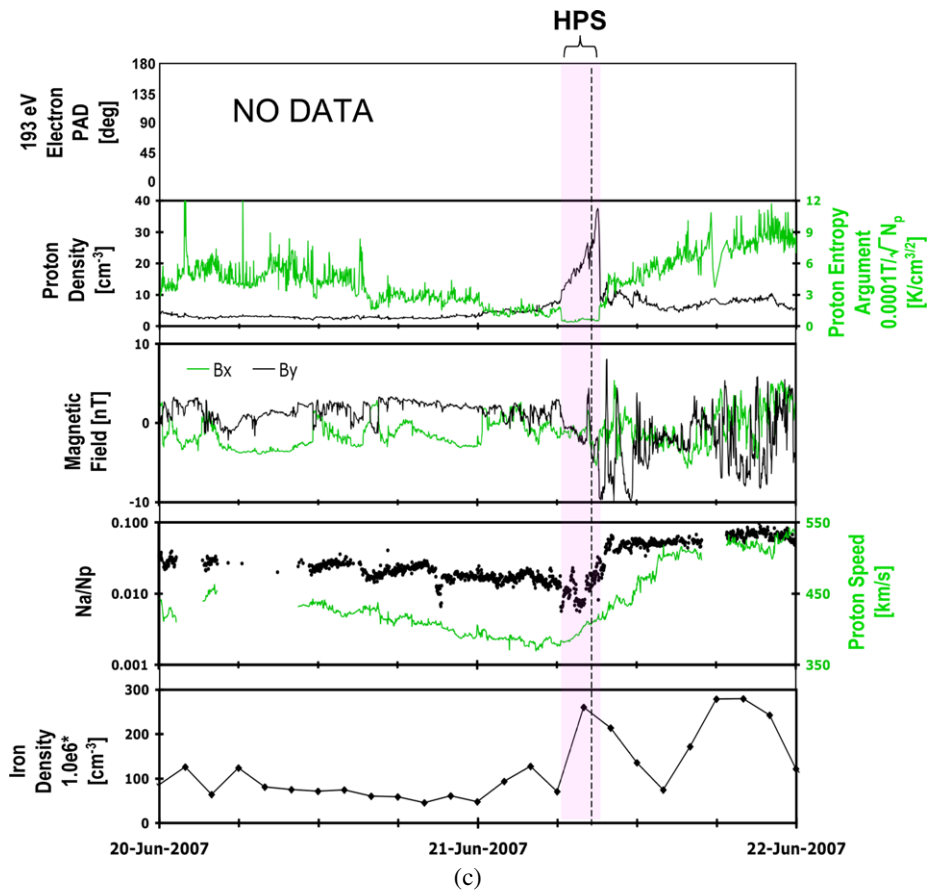 HPS
193 eV
Electron
PAD
[deg]
180
135
90
45
0
NO DATA
Proton
Density
[cm-3]
40
30
20
10
0
12
9
6
3
0
Proton Entropy
Argument
0.0001T/√Np
[K/cm3/2]
Magnetic
Field [nT]
10
0
-10
Bx
By
Na/Np
0.100
0.010
0.001
550
450
350
Proton Speed
[km/s]
Iron
Density
1.0e6*
[cm-3]
300
200
100
0
20-Jun-2007
21-Jun-2007
22-Jun-2007
(c)